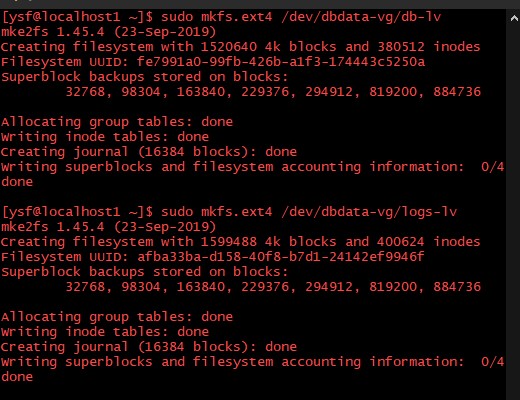 [ysf@localhost1 ~]$ sudo mkfs.ext4 /dev/dbdata-vg/db-lv
mke2fs 1.45.4 (23-Sep-2019)
Creating filesystem with 1520640 4k blocks and 380512 inodes
Filesystem UUID: fe7991a0-99fb-426b-a1f3-174443c5250a
Superblock backups stored on blocks:
        32768, 98304, 163840, 229376, 294912, 819200, 884736

Allocating group tables: done
Writing inode tables: done
Creating journal (16384 blocks): done
Writing superblocks and filesystem accounting information:  0/4
done

[ysf@localhost1 ~]$ sudo mkfs.ext4 /dev/dbdata-vg/logs-lv
mke2fs 1.45.4 (23-Sep-2019)
Creating filesystem with 1599488 4k blocks and 400624 inodes
Filesystem UUID: afba33ba-d158-40f8-b7d1-24142ef9946f
Superblock backups stored on blocks:
        32768, 98304, 163840, 229376, 294912, 819200, 884736

Allocating group tables: done
Writing inode tables: done
Creating journal (16384 blocks): done
Writing superblocks and filesystem accounting information:  0/4
done